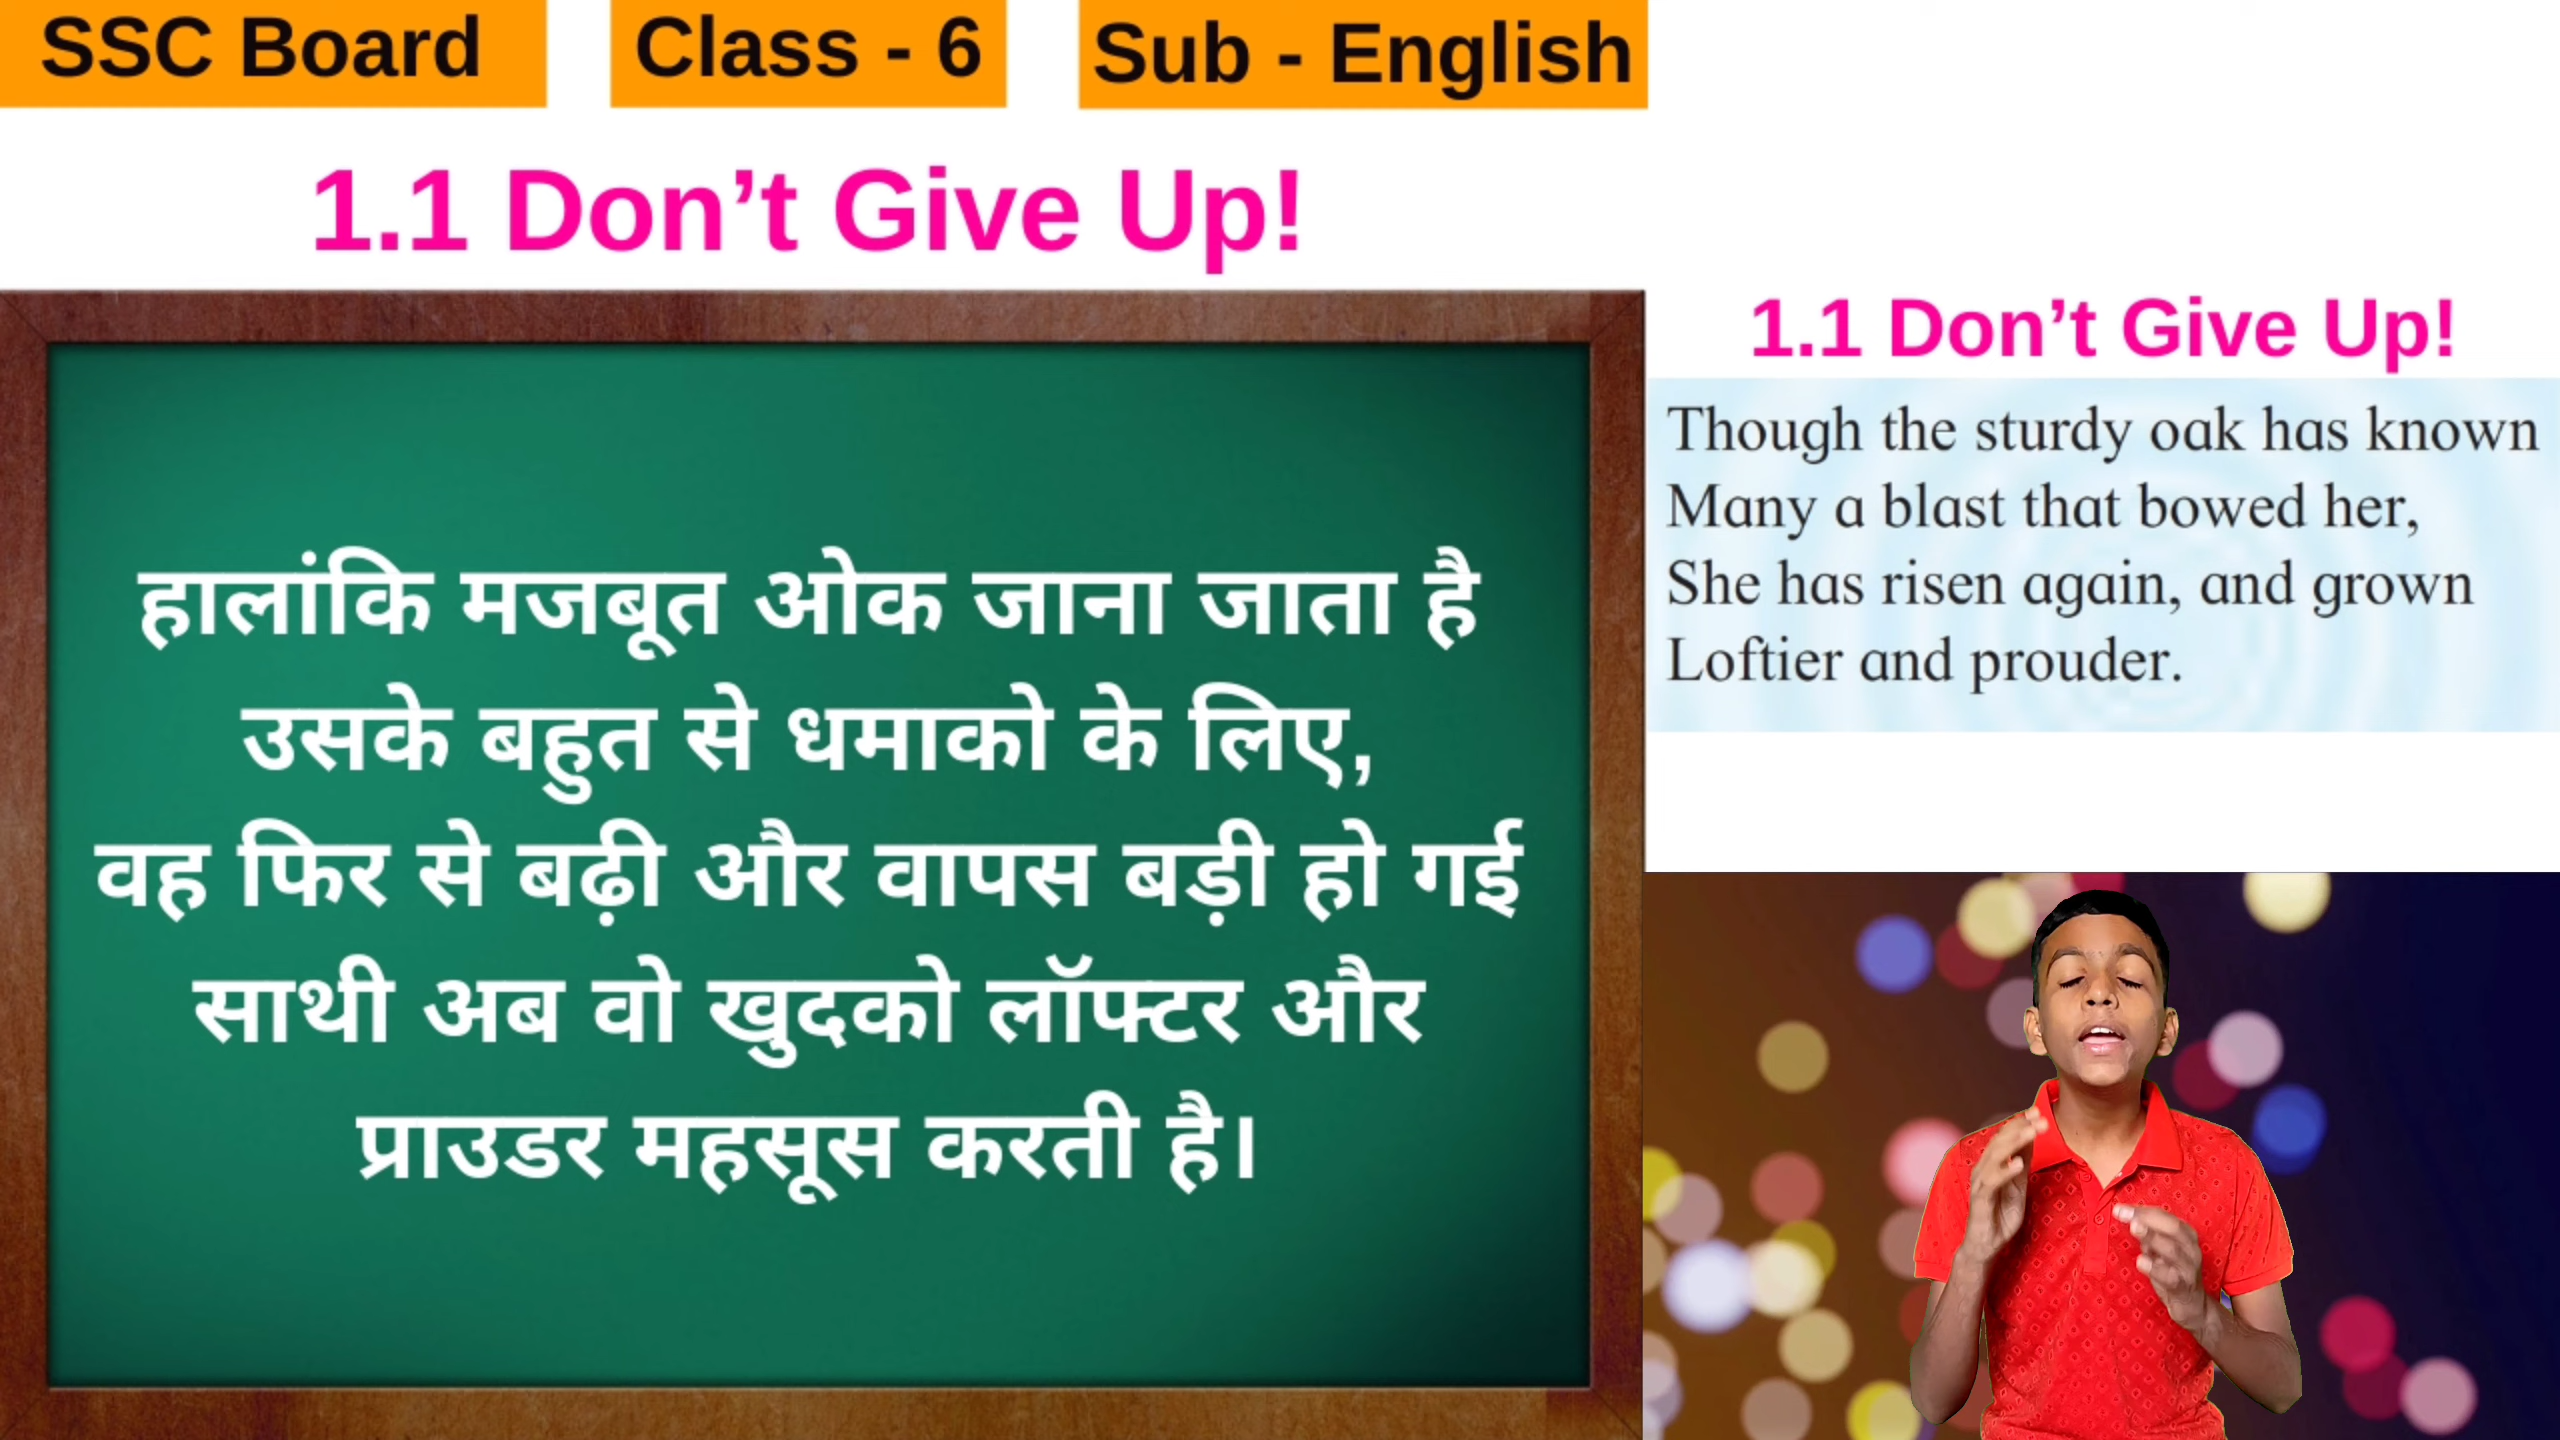 SSC Board
Class - 6
Sub - English
1.1 Don’t Give Up!
हालांकि मजबूत ओक जाना जाता है
उसके बहुत से धमाको के लिए,
वह फिर से बढ़ी और वापस बड़ी हो गई
साथी अब वो खुदको लॉफ्टर और
प्राउडर महसूस करती है।
1.1 Don’t Give Up!
Though the sturdy oak has known
Many a blast that bowed her,
She has risen again, and grown
Loftier and prouder.